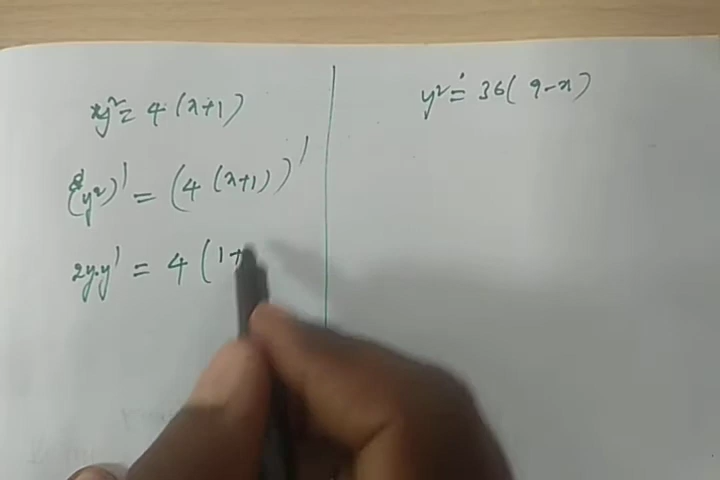 y² = 4(x+1)
(y²)' = (4(x+1))'
2y.y' = 4(1+
y² = 36(9-x)